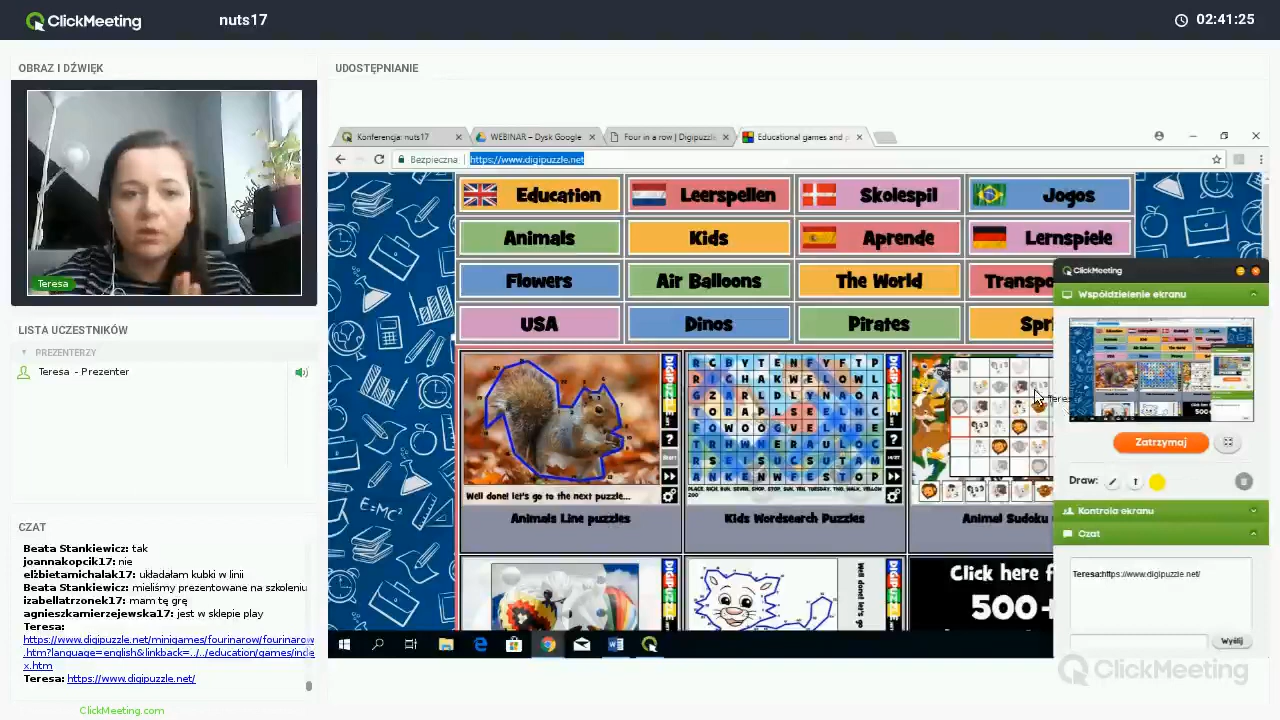 ClickMeeting
nuts17
02:41:25
OBRAZ I DŹWIĘK
Teresa
LISTA UCZESTNIKÓW
PREZENTERZY
Teresa - Prezenter
CZAT
Beata Stankiewicz: tak
joannakopcik17: nie
elżbietamichalak17: układałam kubki w linii
Beata Stankiewicz: mieliśmy prezentowane na szkoleniu
izabellatrzonek17: mam tę grę
agnieszkamierzejewska17: jest w sklepie play
Teresa:
https://www.digipuzzle.net/minigames/fourinarow/fourinarow
.htm?language=english&linkback=../../education/games/inde
x.htm
Teresa: https://www.digipuzzle.net/
ClickMeeting.com
UDOSTĘPNIANIE
Konferencja: nuts17
WEBINAR – Dysk Google
Four in a row | Digipuzzle
Educational games and p
Bezpieczna
https://www.digipuzzle.net
Education
Leerspellen
Skolespil
Jogos
Animals
Kids
Aprende
Lernspiele
Flowers
Air Balloons
The World
Transpo
USA
Dinos
Pirates
Spri
Well done! let's go to the next puzzle...
Animals Line puzzles
Kids Wordsearch Puzzles
Animal Sudoku
Click here f
500+
ClickMeeting
Współdzielenie ekranu
Zatrzymaj
Draw:
Kontrola ekranu
Czat
Teresa:https://www.digipuzzle.net/
Wyślij
ClickMeeting